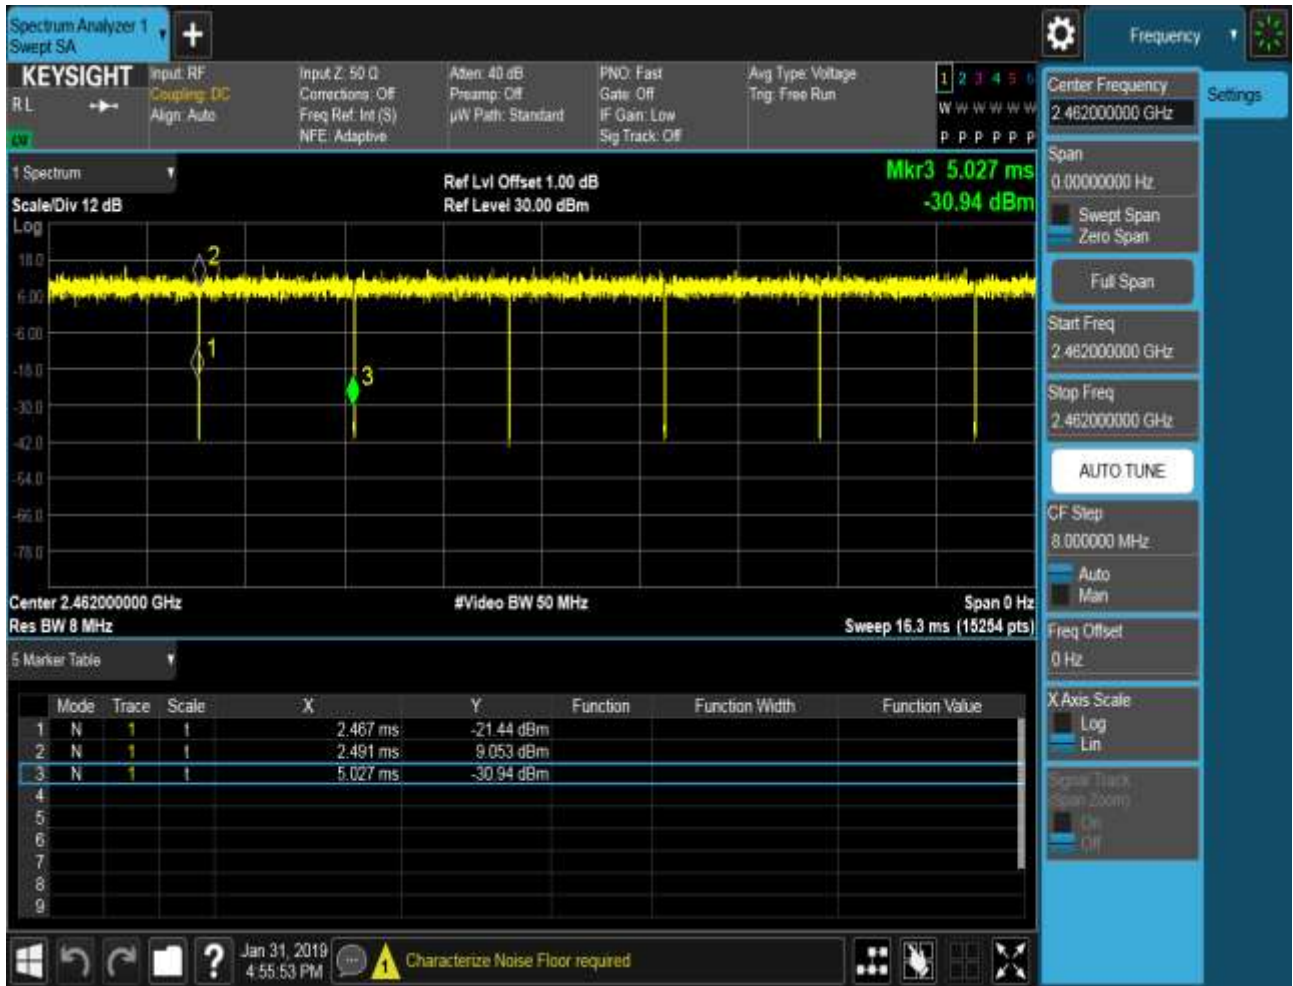 Spectrum Analyzer 1
Swept SA
Frequency
KEYSIGHT
RL
Input: RF
Coupling: DC
Align: Auto
Input Z: 50 Ω
Corrections: Off
Freq Ref: Int (S)
NFE: Adaptive
Atten: 40 dB
Preamp: Off
µW Path: Standard
PNO: Fast
Gate: Off
IF Gain: Low
Sig Track: Off
Avg Type: Voltage
Trig: Free Run
1 2 3 4 5 6
W W W W W W
P P P P P P
1 Spectrum
Scale/Div 12 dB
Log
Ref Lvl Offset 1.00 dB
Ref Level 30.00 dBm
Mkr3 5.027 ms
-30.94 dBm
18.0
6.00
-6.00
-18.0
-30.0
-42.0
-54.0
-66.0
-78.0
2
1
3
Center 2.462000000 GHz
Res BW 8 MHz
#Video BW 50 MHz
Span 0 Hz
Sweep 16.3 ms (15254 pts)
5 Marker Table
Mode Trace Scale X Y Function Function Width Function Value
1 N 1 t 2.467 ms -21.44 dBm
2 N 1 t 2.491 ms 9.053 dBm
3 N 1 t 5.027 ms -30.94 dBm
4
5
6
7
8
9
Jan 31, 2019
4:55:53 PM
Characterize Noise Floor required
Settings
Center Frequency
2.462000000 GHz
Span
0.00000000 Hz
Swept Span
Zero Span
Full Span
Start Freq
2.462000000 GHz
Stop Freq
2.462000000 GHz
AUTO TUNE
CF Step
8.000000 MHz
Auto
Man
Freq Offset
0 Hz
X Axis Scale
Log
Lin
Signal Track
(Span Zoom)
On
Off